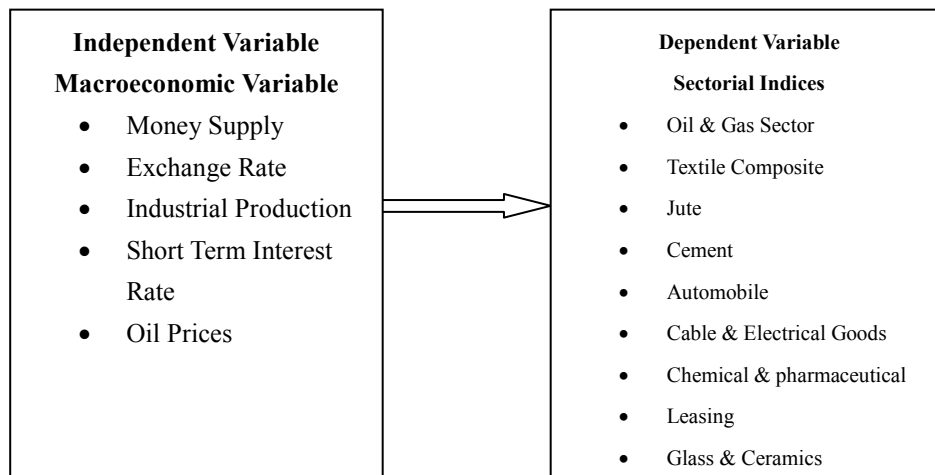 Independent Variable
Macroeconomic Variable
• Money Supply
• Exchange Rate
• Industrial Production
• Short Term Interest
Rate
• Oil Prices
Dependent Variable
Sectorial Indices
• Oil & Gas Sector
• Textile Composite
• Jute
• Cement
• Automobile
• Cable & Electrical Goods
• Chemical & pharmaceutical
• Leasing
• Glass & Ceramics